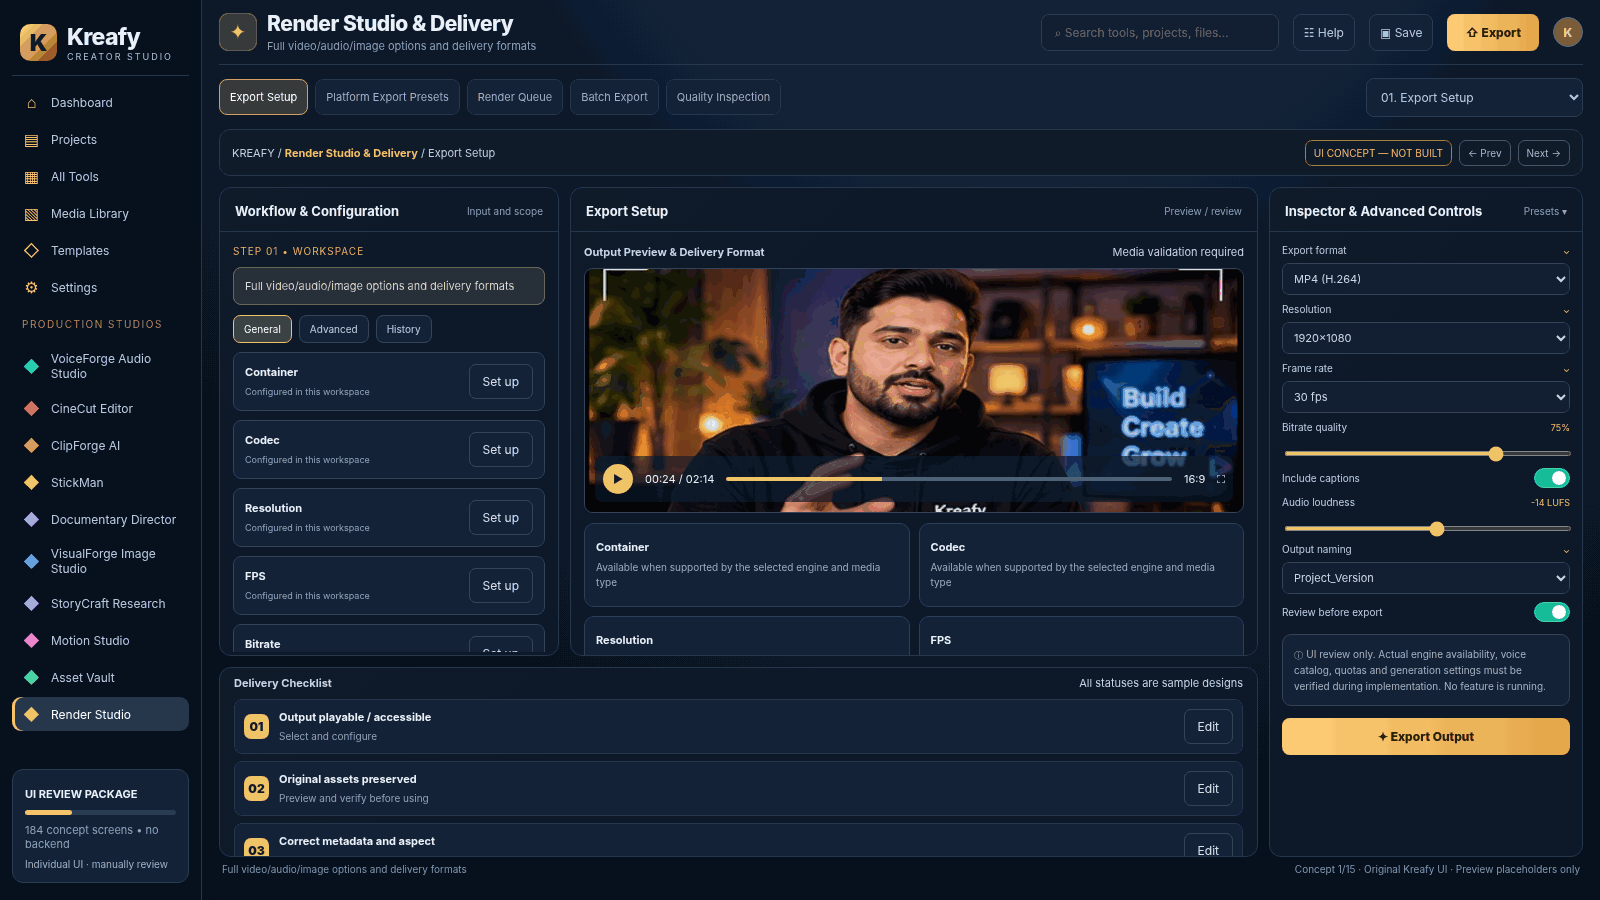 K
Kreafy
CREATOR STUDIO
Dashboard
Projects
All Tools
Media Library
Templates
Settings
PRODUCTION STUDIOS
VoiceForge Audio
Studio
CineCut Editor
ClipForge AI
StickMan
Documentary Director
VisualForge Image
Studio
StoryCraft Research
Motion Studio
Asset Vault
Render Studio
UI REVIEW PACKAGE
184 concept screens • no
backend
Individual UI · manually review
Render Studio & Delivery
Full video/audio/image options and delivery formats
Search tools, projects, files...
Help
Save
Export
K
Export Setup
Platform Export Presets
Render Queue
Batch Export
Quality Inspection
01. Export Setup
KREAFY / Render Studio & Delivery / Export Setup
UI CONCEPT — NOT BUILT
← Prev
Next →
Workflow & Configuration
Input and scope
STEP 01 • WORKSPACE
Full video/audio/image options and delivery formats
General
Advanced
History
Container
Configured in this workspace
Set up
Codec
Configured in this workspace
Set up
Resolution
Configured in this workspace
Set up
FPS
Configured in this workspace
Set up
Bitrate
Set up
Export Setup
Preview / review
Output Preview & Delivery Format
Media validation required
Build
Create
Grow
Kreafy
00:24 / 02:14
16:9
Container
Available when supported by the selected engine and media
type
Codec
Available when supported by the selected engine and media
type
Resolution
FPS
Delivery Checklist
All statuses are sample designs
01
Output playable / accessible
Select and configure
Edit
02
Original assets preserved
Preview and verify before using
Edit
03
Correct metadata and aspect
Edit
Inspector & Advanced Controls
Presets ▾
Export format
MP4 (H.264)
Resolution
1920×1080
Frame rate
30 fps
Bitrate quality
75%
Include captions
Audio loudness
-14 LUFS
Output naming
Project_Version
Review before export
ⓘ UI review only. Actual engine availability, voice
catalog, quotas and generation settings must be
verified during implementation. No feature is running.
✦ Export Output
Full video/audio/image options and delivery formats
Concept 1/15 · Original Kreafy UI · Preview placeholders only